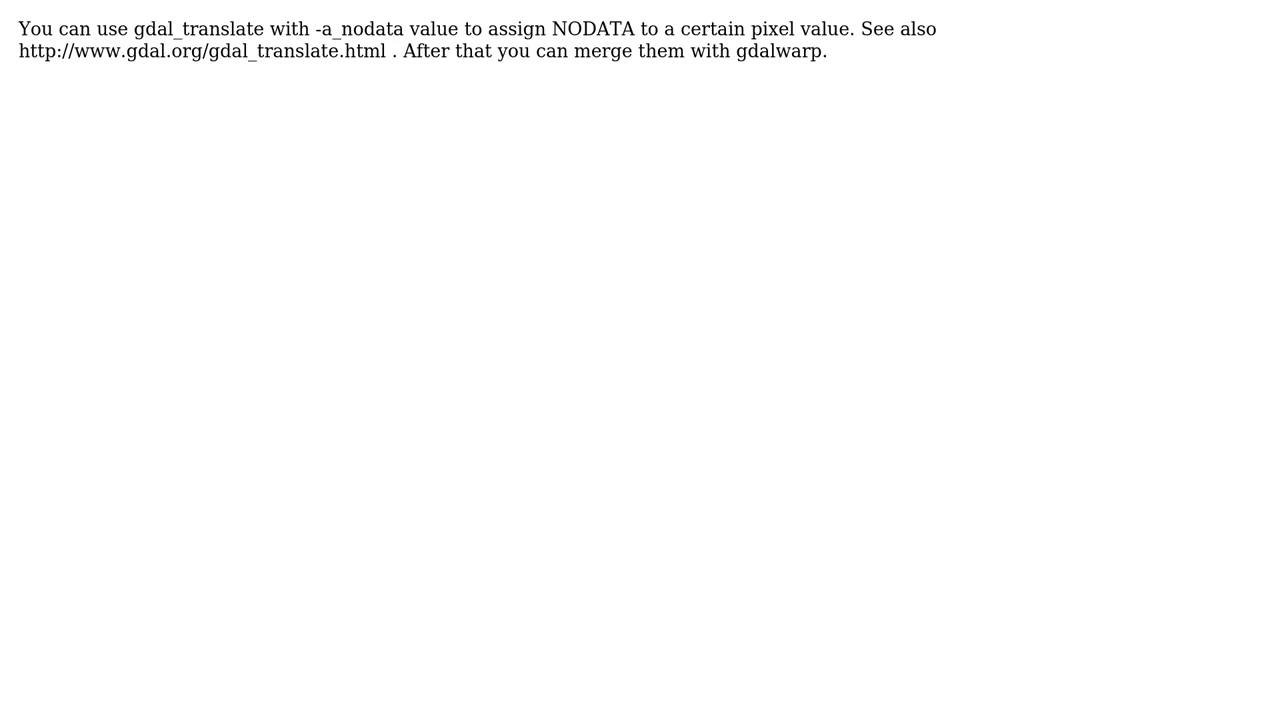 You can use gdal_translate with -a_nodata value to assign NODATA to a certain pixel value. See also
http://www.gdal.org/gdal_translate.html . After that you can merge them with gdalwarp.